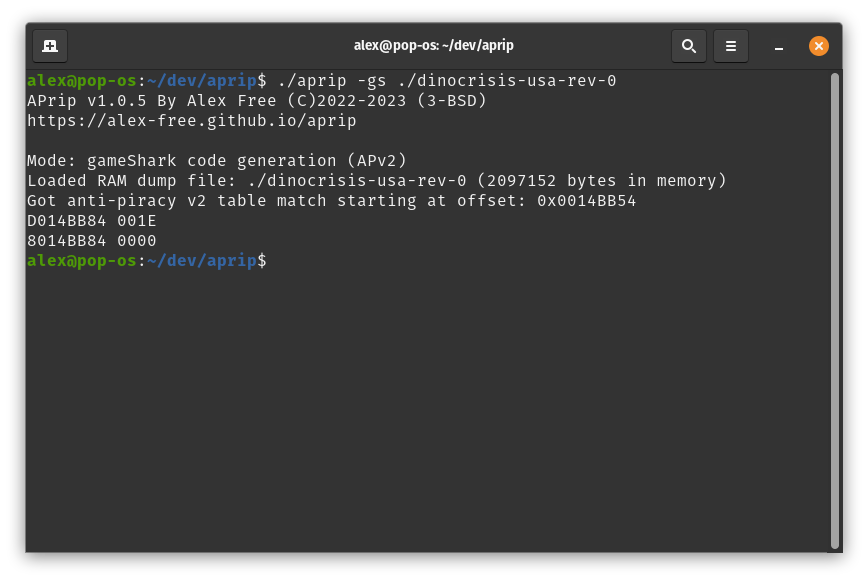 alex@pop-os: ~/dev/aprip
alex@pop-os:~/dev/aprip$ ./aprip -gs ./dinocrisis-usa-rev-0
APrip v1.0.5 By Alex Free (C)2022-2023 (3-BSD)
https://alex-free.github.io/aprip
Mode: gameShark code generation (APv2)
Loaded RAM dump file: ./dinocrisis-usa-rev-0 (2097152 bytes in memory)
Got anti-piracy v2 table match starting at offset: 0x0014BB54
D014BB84 001E
8014BB84 0000
alex@pop-os:~/dev/aprip$